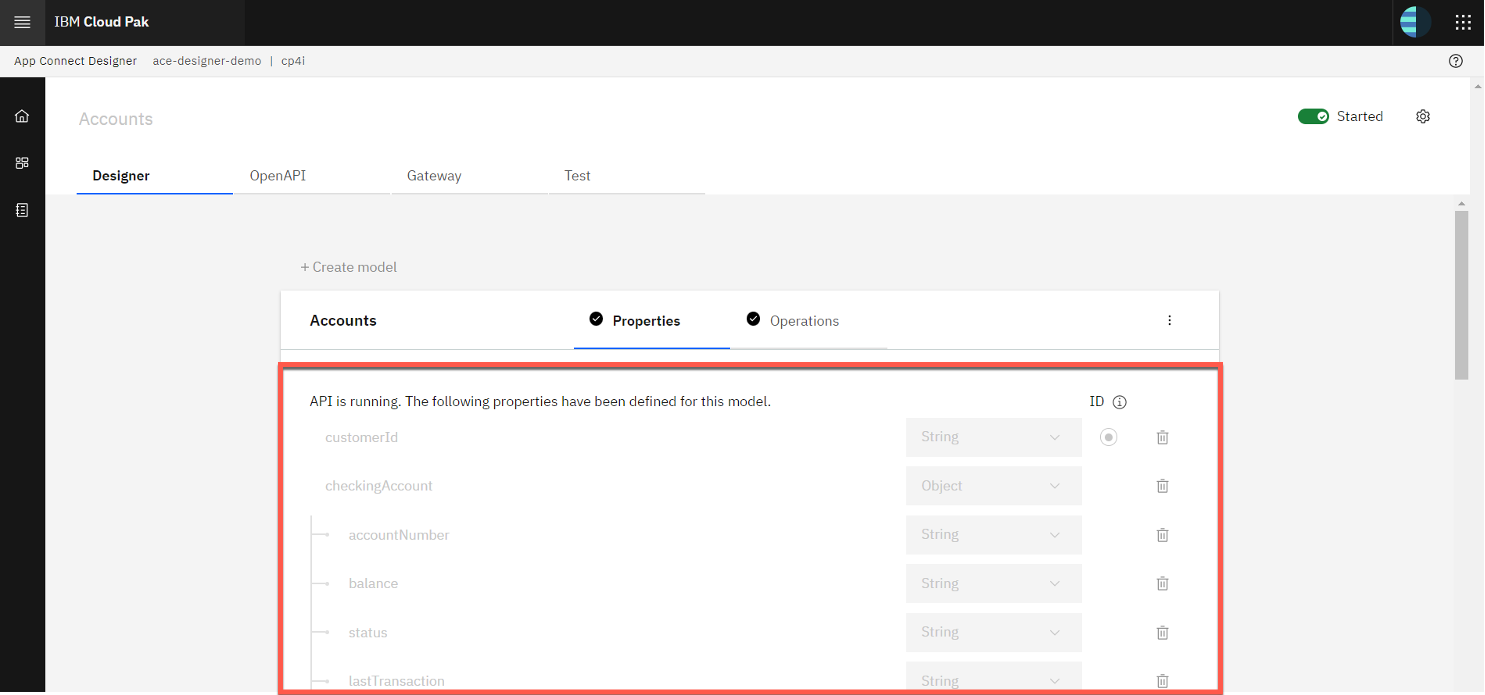 IBM Cloud Pak
App Connect Designer ace-designer-demo | cp4i
Accounts
Started
Designer OpenAPI Gateway Test
+ Create model
Accounts Properties Operations
API is running. The following properties have been defined for this model. ID
customerId String
checkingAccount Object
accountNumber String
balance String
status String
lastTransaction String